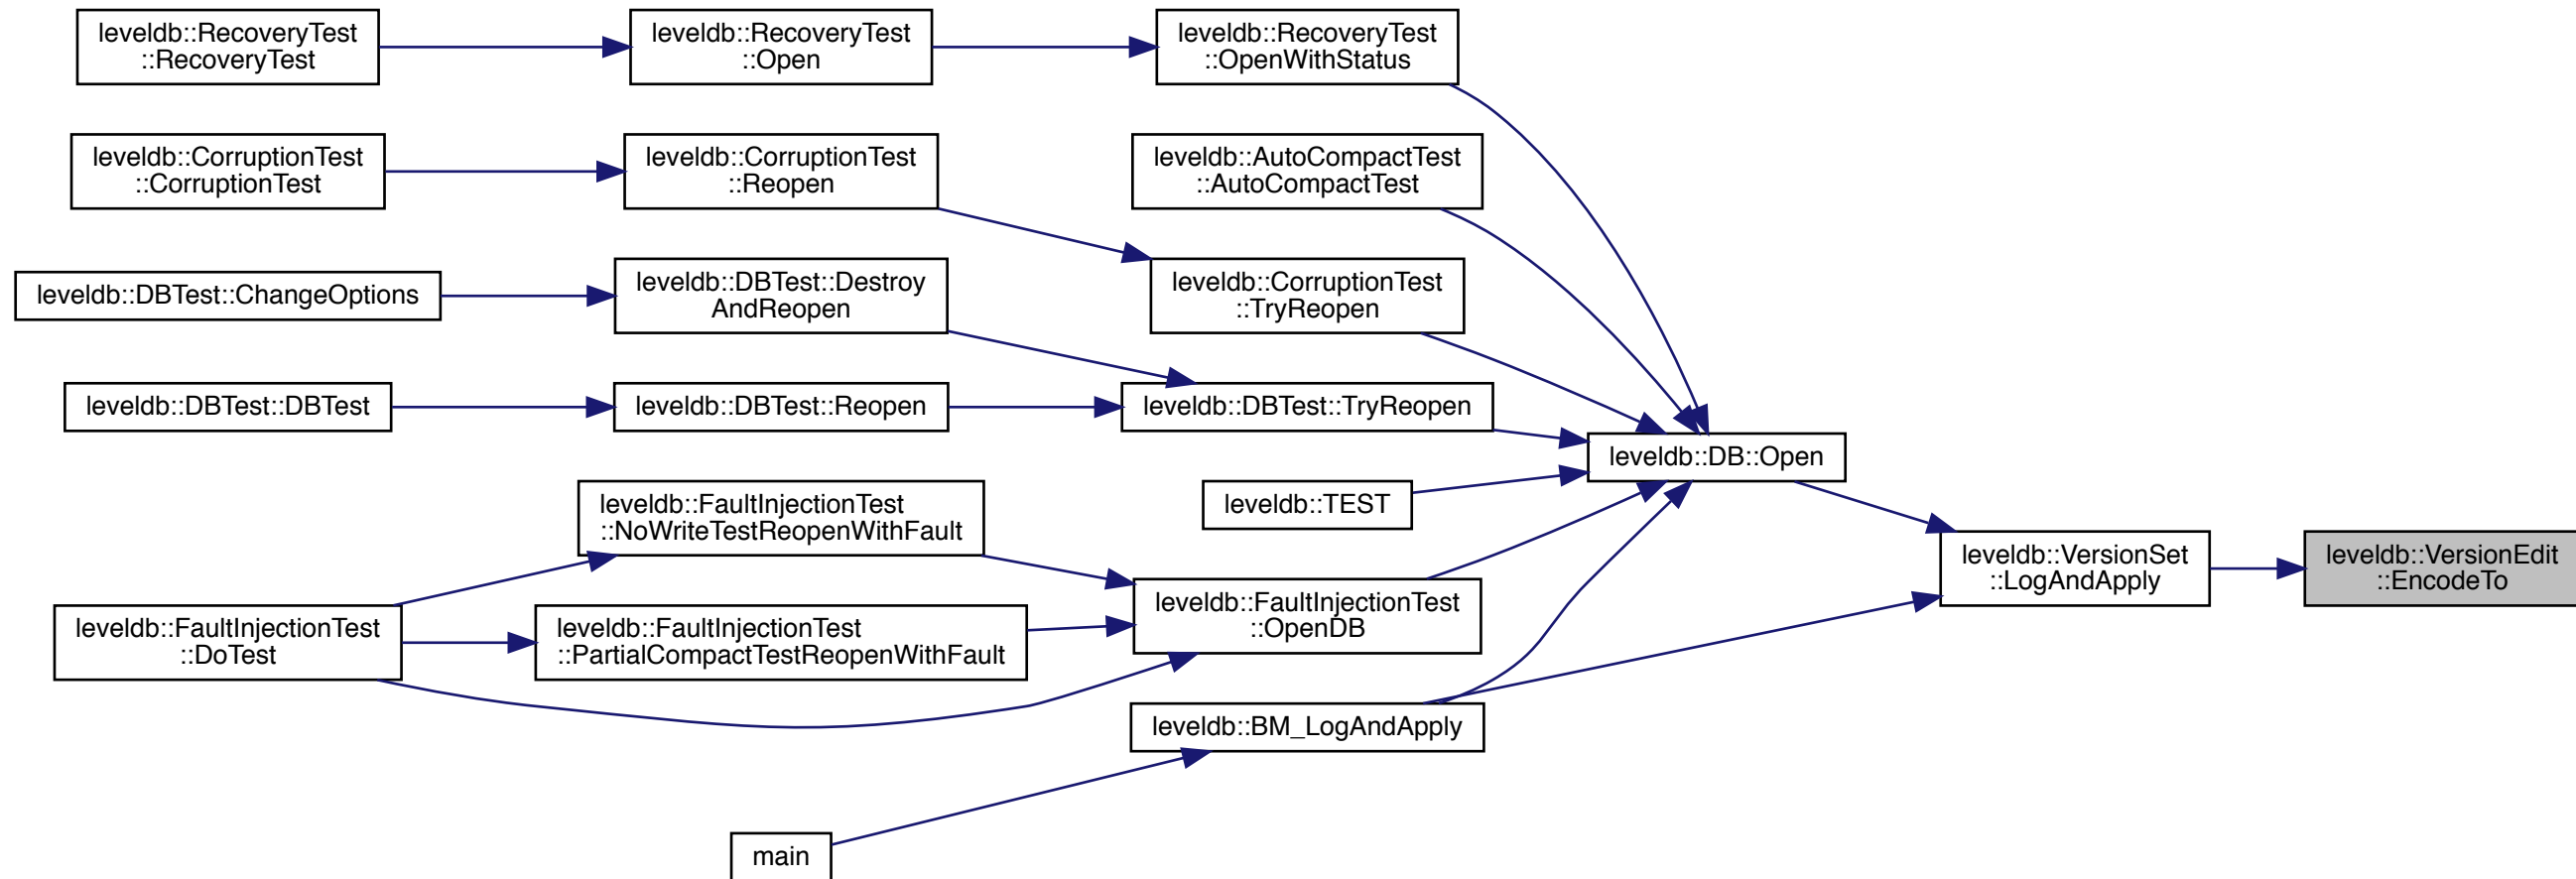 leveldb::RecoveryTest
::RecoveryTest
leveldb::RecoveryTest
::Open
leveldb::RecoveryTest
::OpenWithStatus
leveldb::CorruptionTest
::CorruptionTest
leveldb::CorruptionTest
::Reopen
leveldb::AutoCompactTest
::AutoCompactTest
leveldb::DBTest::ChangeOptions
leveldb::DBTest::Destroy
AndReopen
leveldb::CorruptionTest
::TryReopen
leveldb::DBTest::DBTest
leveldb::DBTest::Reopen
leveldb::DBTest::TryReopen
leveldb::DB::Open
leveldb::FaultInjectionTest
::NoWriteTestReopenWithFault
leveldb::TEST
leveldb::VersionSet
::LogAndApply
leveldb::VersionEdit
::EncodeTo
leveldb::FaultInjectionTest
::DoTest
leveldb::FaultInjectionTest
::PartialCompactTestReopenWithFault
leveldb::FaultInjectionTest
::OpenDB
leveldb::BM_LogAndApply
main